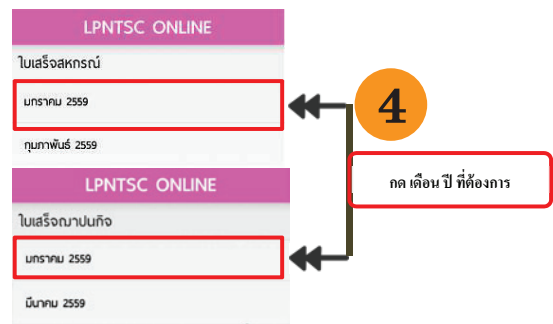 LPNTSC ONLINE
ใบเสร็จสหกรณ์
มกราคม 2559
กุมภาพันธ์ 2559
LPNTSC ONLINE
ใบเสร็จฌาปนกิจ
มกราคม 2559
มีนาคม 2559
4
กด เดือน ปี ที่ต้องการ